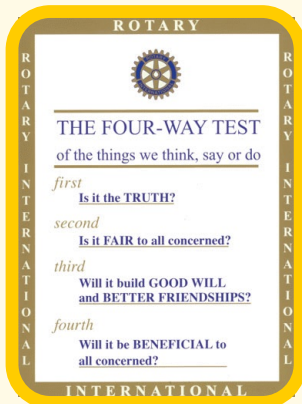 ROTARY
ROTARY INTERNATIONAL
ROTARY INTERNATIONAL
THE FOUR-WAY TEST
of the things we think, say or do
first
Is it the TRUTH?
second
Is it FAIR to all concerned?
third
Will it build GOOD WILL
and BETTER FRIENDSHIPS?
fourth
Will it be BENEFICIAL to
all concerned?
INTERNATIONAL